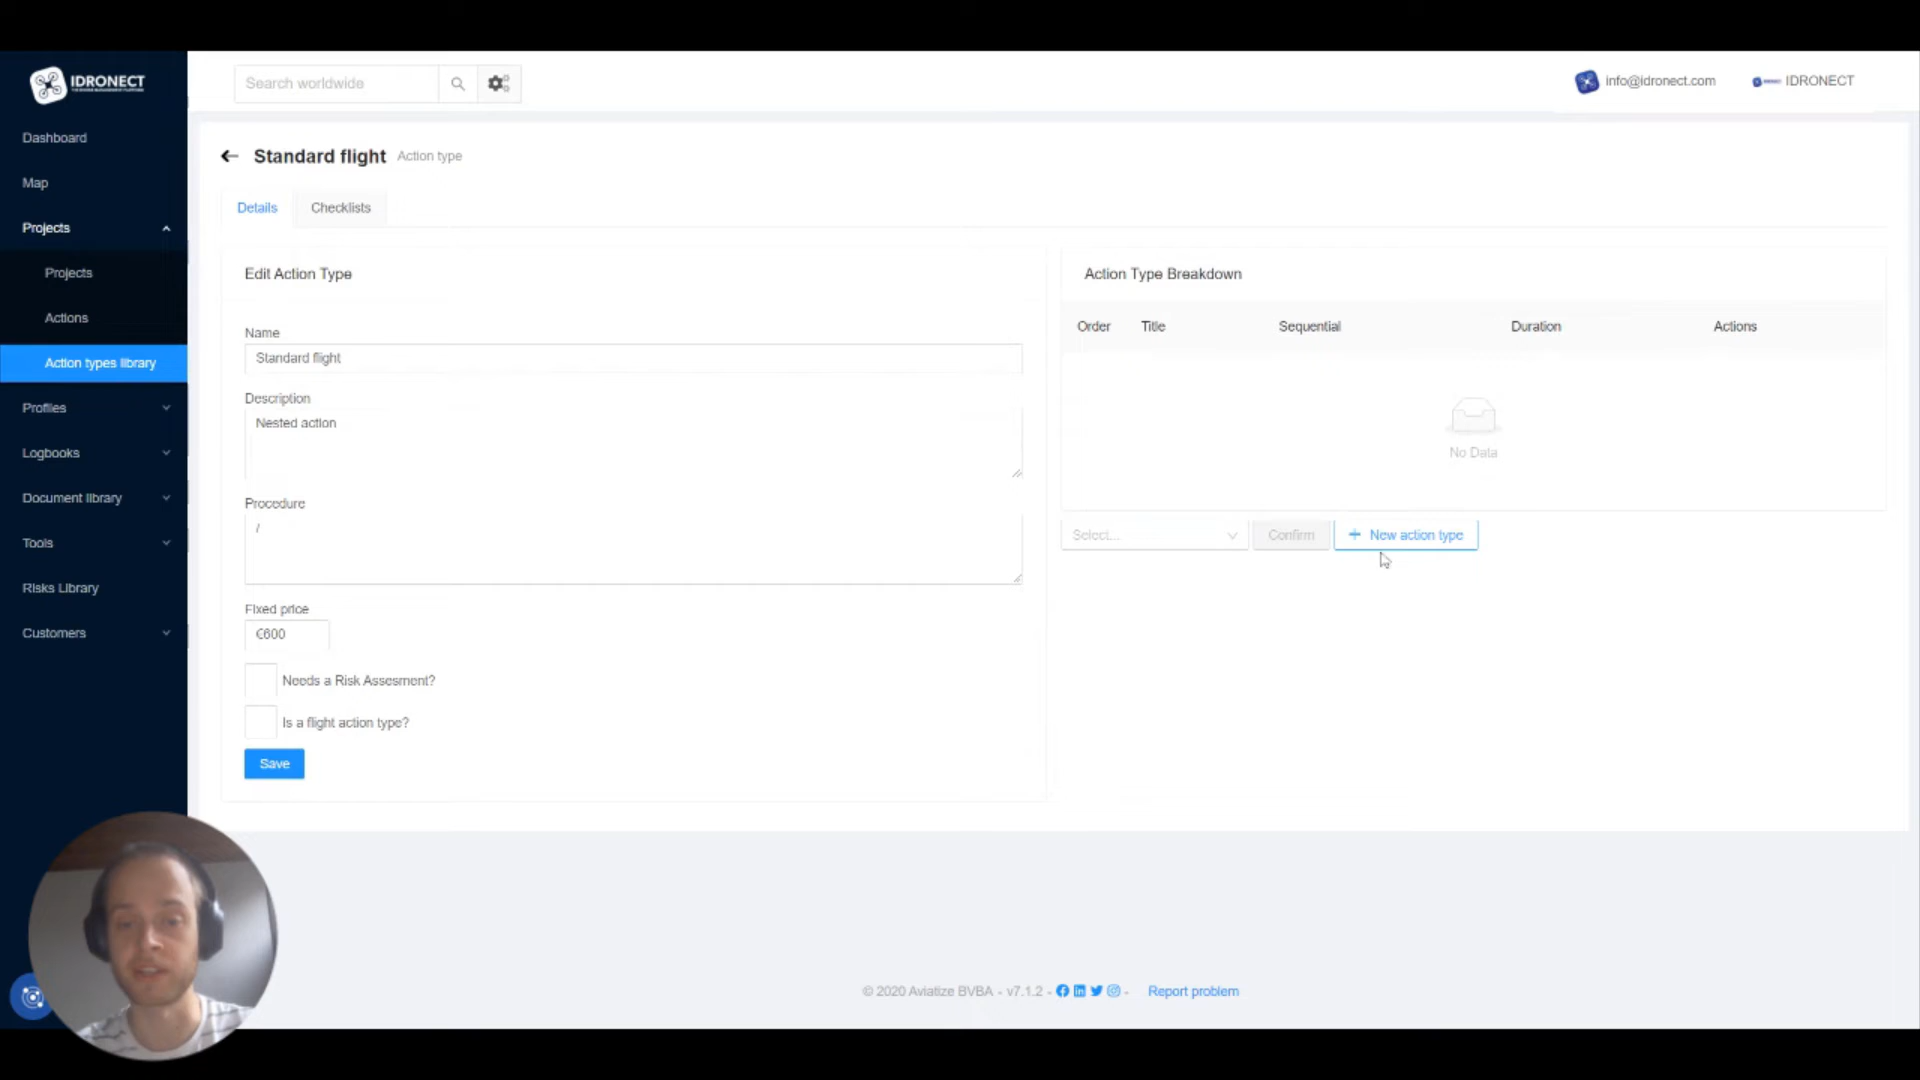 IDRONECT
Search worldwide
info@idronect.com
IDRONECT
Dashboard
Map
Projects
Projects
Actions
Action types library
Profiles
Logbooks
Document library
Tools
Risks Library
Customers
Standard flight Action type
Details
Checklists
Edit Action Type
Name
Standard flight
Description
Nested action
Procedure
/
Fixed price
€600
Needs a Risk Assesment?
Is a flight action type?
Save
Action Type Breakdown
Order Title Sequential Duration Actions
No Data
Select...
Confirm
+ New action type
© 2020 Aviatize BVBA - v7.1.2 - - Report problem